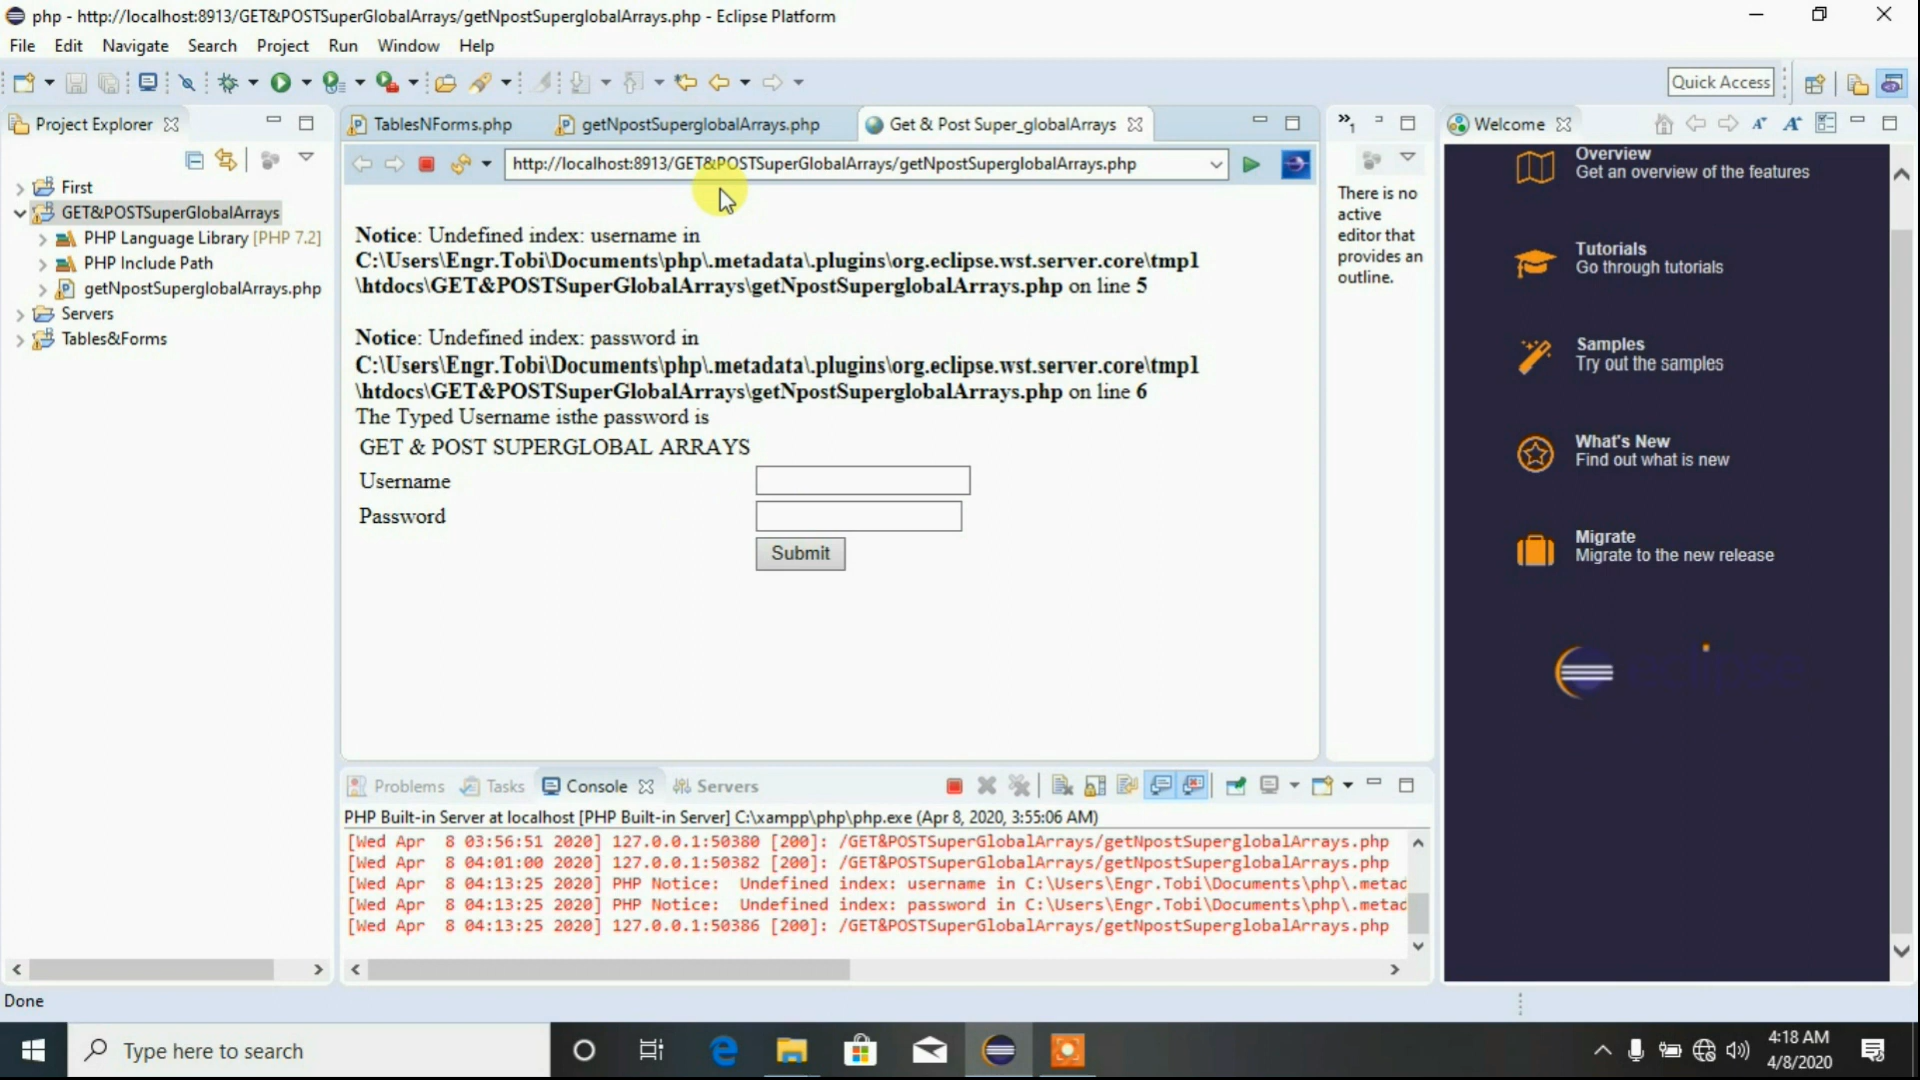 php - http://localhost:8913/GET&POSTSuperGlobalArrays/getNpostSuperglobalArrays.php - Eclipse Platform
File Edit Navigate Search Project Run Window Help
Quick Access
Project Explorer
First
GET&POSTSuperGlobalArrays
PHP Language Library [PHP 7.2]
PHP Include Path
getNpostSuperglobalArrays.php
Servers
Tables&Forms
TablesNForms.php getNpostSuperglobalArrays.php Get & Post Super_globalArrays
http://localhost:8913/GET&POSTSuperGlobalArrays/getNpostSuperglobalArrays.php
Notice: Undefined index: username in
C:\Users\Engr.Tobi\Documents\php\.metadata\.plugins\org.eclipse.wst.server.core\tmp1
\htdocs\GET&POSTSuperGlobalArrays\getNpostSuperglobalArrays.php on line 5
Notice: Undefined index: password in
C:\Users\Engr.Tobi\Documents\php\.metadata\.plugins\org.eclipse.wst.server.core\tmp1
\htdocs\GET&POSTSuperGlobalArrays\getNpostSuperglobalArrays.php on line 6
The Typed Username isthe password is
GET & POST SUPERGLOBAL ARRAYS
Username
Password
Submit
1
There is no
active
editor that
provides an
outline.
Welcome
Overview
Get an overview of the features
Tutorials
Go through tutorials
Samples
Try out the samples
What's New
Find out what is new
Migrate
Migrate to the new release
eclipse
Problems Tasks Console Servers
PHP Built-in Server at localhost [PHP Built-in Server] C:\xampp\php\php.exe (Apr 8, 2020, 3:55:06 AM)
[Wed Apr 8 03:56:51 2020] 127.0.0.1:50380 [200]: /GET&POSTSuperGlobalArrays/getNpostSuperglobalArrays.php
[Wed Apr 8 04:01:00 2020] 127.0.0.1:50382 [200]: /GET&POSTSuperGlobalArrays/getNpostSuperglobalArrays.php
[Wed Apr 8 04:13:25 2020] PHP Notice: Undefined index: username in C:\Users\Engr.Tobi\Documents\php\.metad
[Wed Apr 8 04:13:25 2020] PHP Notice: Undefined index: password in C:\Users\Engr.Tobi\Documents\php\.metad
[Wed Apr 8 04:13:25 2020] 127.0.0.1:50386 [200]: /GET&POSTSuperGlobalArrays/getNpostSuperglobalArrays.php
Done
Type here to search
4:18 AM
4/8/2020